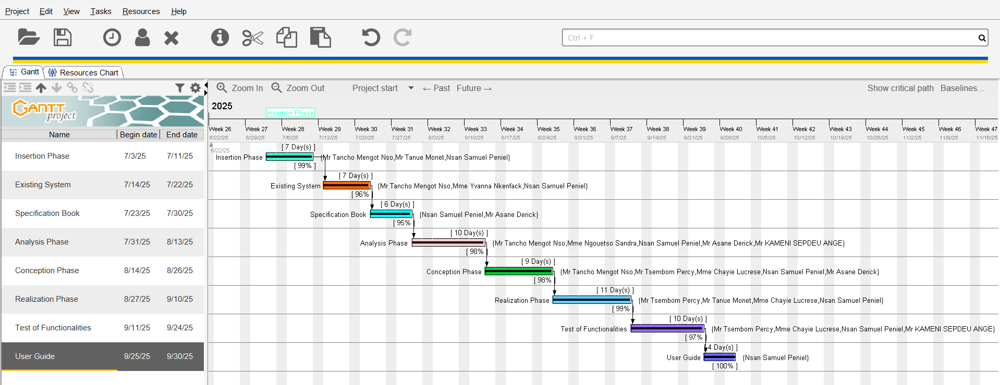 Project Edit View Tasks Resources Help
Ctrl + F
Gantt Resources Chart
Zoom In Zoom Out Project start ← Past Future → Show critical path Baselines...
GANTT project
2025
Insertion Phase
Name Begin date End date
Week 26 Week 27 Week 28 Week 29 Week 30 Week 31 Week 32 Week 33 Week 34 Week 35 Week 36 Week 37 Week 38 Week 39 Week 40 Week 41 Week 42 Week 43 Week 44 Week 45 Week 46 Week 47
6/22/25 6/29/25 7/6/25 7/13/25 7/20/25 7/27/25 8/3/25 8/10/25 8/17/25 8/24/25 8/31/25 9/7/25 9/14/25 9/21/25 9/28/25 10/5/25 10/12/25 10/19/25 10/26/25 11/2/25 11/9/25 11/16/25
6/22/25
[ 7 Day(s) ]
Insertion Phase 7/3/25 7/11/25
Insertion Phase {Mr Tancho Mengot Nso,Mr Tanue Monet,Nsan Samuel Peniel}
[ 99% ]
[ 7 Day(s) ]
Existing System 7/14/25 7/22/25
Existing System {Mr Tancho Mengot Nso,Mme Yvanna Nkenfack,Nsan Samuel Peniel}
[ 96% ]
[ 6 Day(s) ]
Specification Book 7/23/25 7/30/25
Specification Book {Nsan Samuel Peniel,Mr Asane Derick}
[ 95% ]
[ 10 Day(s) ]
Analysis Phase 7/31/25 8/13/25
Analysis Phase {Mr Tancho Mengot Nso,Mme Ngouetso Sandra,Nsan Samuel Peniel,Mr Asane Derick,Mr KAMENI SEPDEU ANGE}
[ 98% ]
[ 9 Day(s) ]
Conception Phase 8/14/25 8/26/25
Conception Phase {Mr Tancho Mengot Nso,Mr Tsembom Percy,Mme Chayie Lucrese,Nsan Samuel Peniel,Mr Asane Derick}
[ 98% ]
[ 11 Day(s) ]
Realization Phase 8/27/25 9/10/25
Realization Phase {Mr Tsembom Percy,Mr Tanue Monet,Mme Chayie Lucrese,Nsan Samuel Peniel}
[ 99% ]
[ 10 Day(s) ]
Test of Functionalities 9/11/25 9/24/25
Test of Functionalities {Mr Tsembom Percy,Mme Chayie Lucrese,Nsan Samuel Peniel,Mr KAMENI SEPDEU ANGE}
[ 97% ]
[ 4 Day(s) ]
User Guide 9/25/25 9/30/25
User Guide {Nsan Samuel Peniel}
[ 100% ]